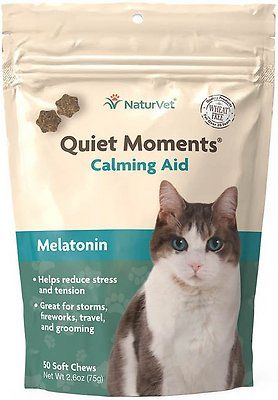 NaturVet®
WHEAT
FREE
Quiet Moments®
Calming Aid
Melatonin
• Helps reduce stress
and tension
• Great for storms,
fireworks, travel,
and grooming
50 Soft Chews
Net Wt. 2.6oz (75g)